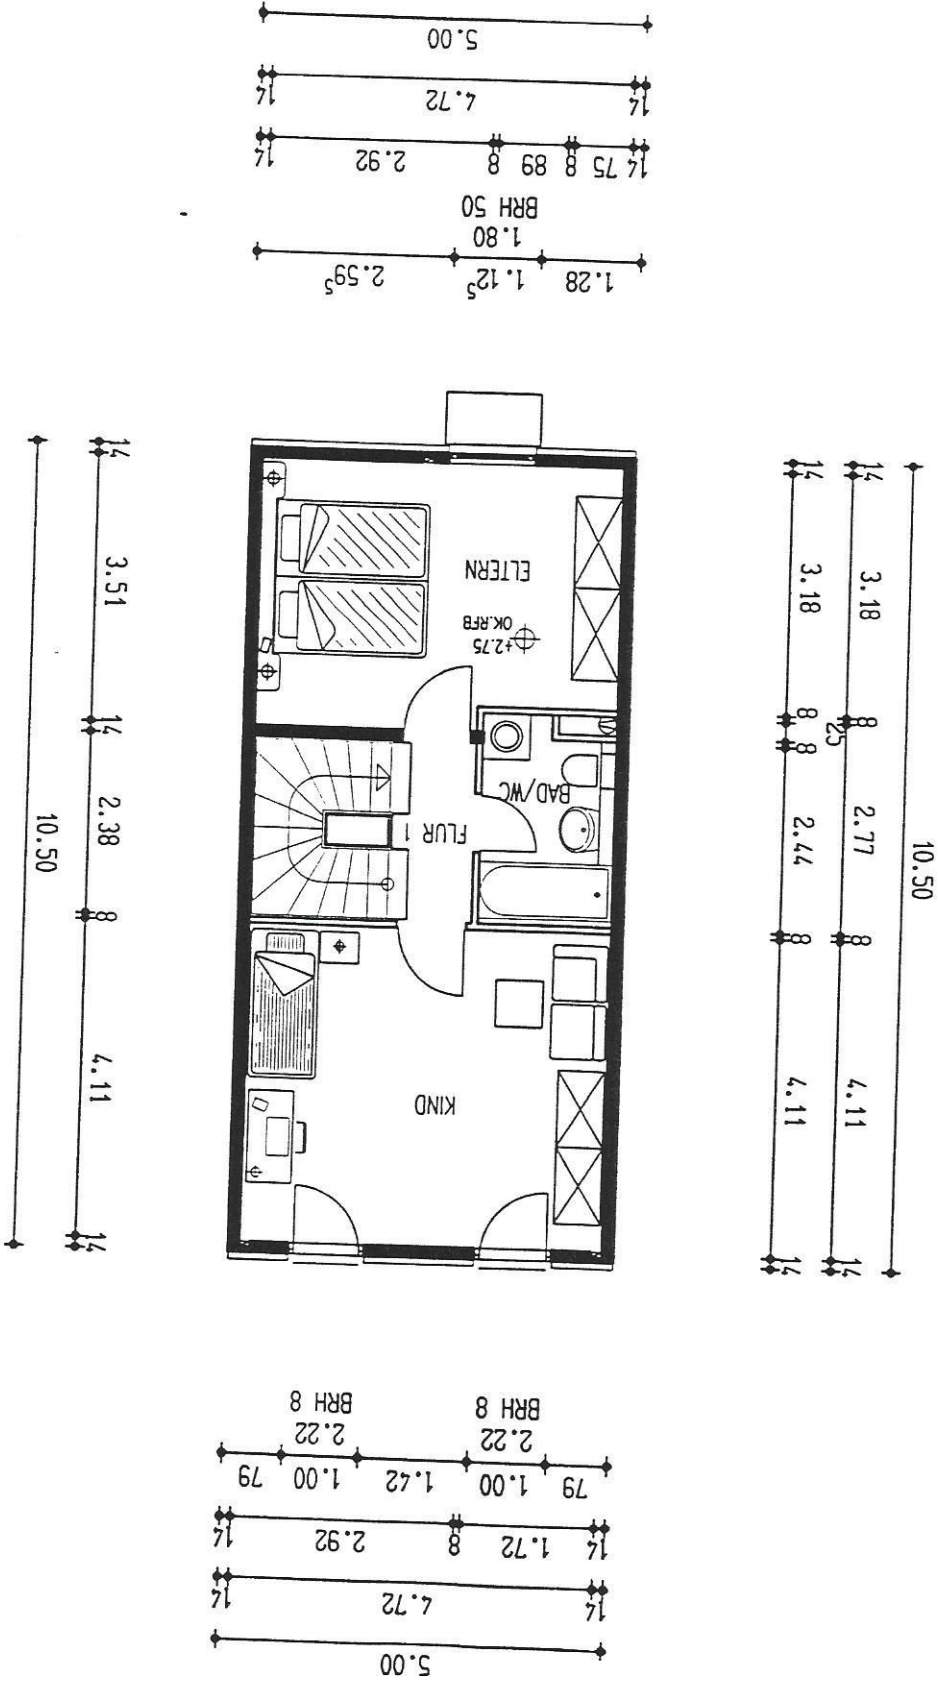 5.00
14 4.72 14
14 1.72 8 2.92 14
79 1.00 1.42 1.00 79
2.22 2.22
BRH 8 BRH 8
10.50
14 3.18 8 2.77 8 4.11 14
14 3.18 8 25 8 2.44 8 4.11 14
KIND
FLUR 1
BAD/WC
+2.75
OK.RFB
ELTERN
14 3.51 14 2.38 8 4.11 14
10.50
1.28 1.12⁵ 2.59⁵
1.80
BRH 50
14 75 8 89 8 2.92 14
14 4.72 14
5.00